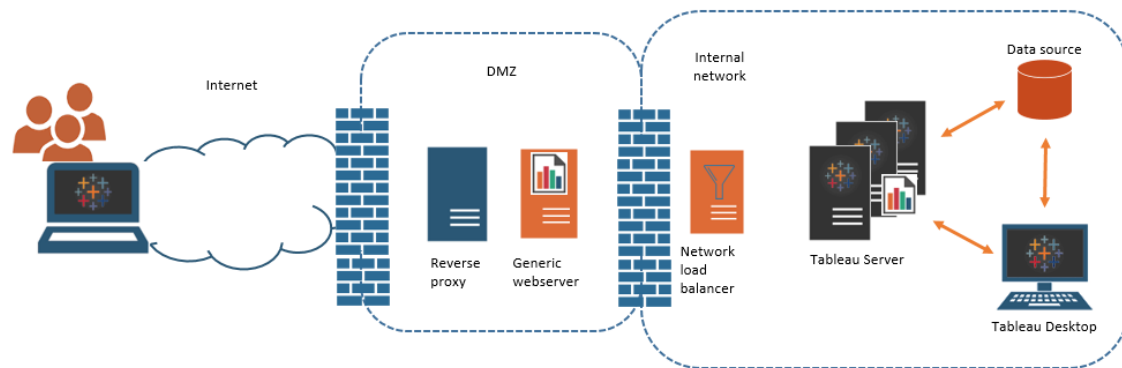 Internet
DMZ
Internal
network
Data source
Reverse
proxy
Generic
webserver
Network
load
balancer
Tableau Server
Tableau Desktop